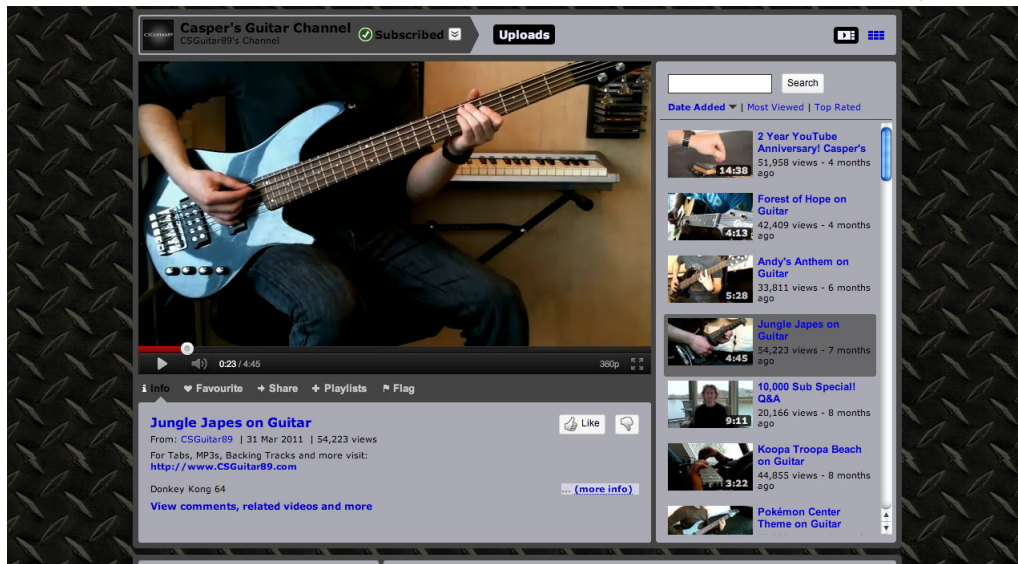 CSGUITAR89
Casper's Guitar Channel
CSGuitar89's Channel
Subscribed
Uploads
Search
Date Added | Most Viewed | Top Rated
14:38
2 Year YouTube
Anniversary! Casper's
51,958 views - 4 months
ago
4:13
Forest of Hope on
Guitar
42,409 views - 4 months
ago
5:28
Andy's Anthem on
Guitar
33,811 views - 6 months
ago
4:45
Jungle Japes on
Guitar
54,223 views - 7 months
ago
9:11
10,000 Sub Special!
Q&A
20,166 views - 8 months
ago
3:22
Koopa Troopa Beach
on Guitar
44,855 views - 8 months
ago
Pokémon Center
Theme on Guitar
0:23 / 4:45
360p
Info
Favourite
Share
Playlists
Flag
Jungle Japes on Guitar
Like
From: CSGuitar89 | 31 Mar 2011 | 54,223 views
For Tabs, MP3s, Backing Tracks and more visit:
http://www.CSGuitar89.com
Donkey Kong 64
... (more info)
View comments, related videos and more